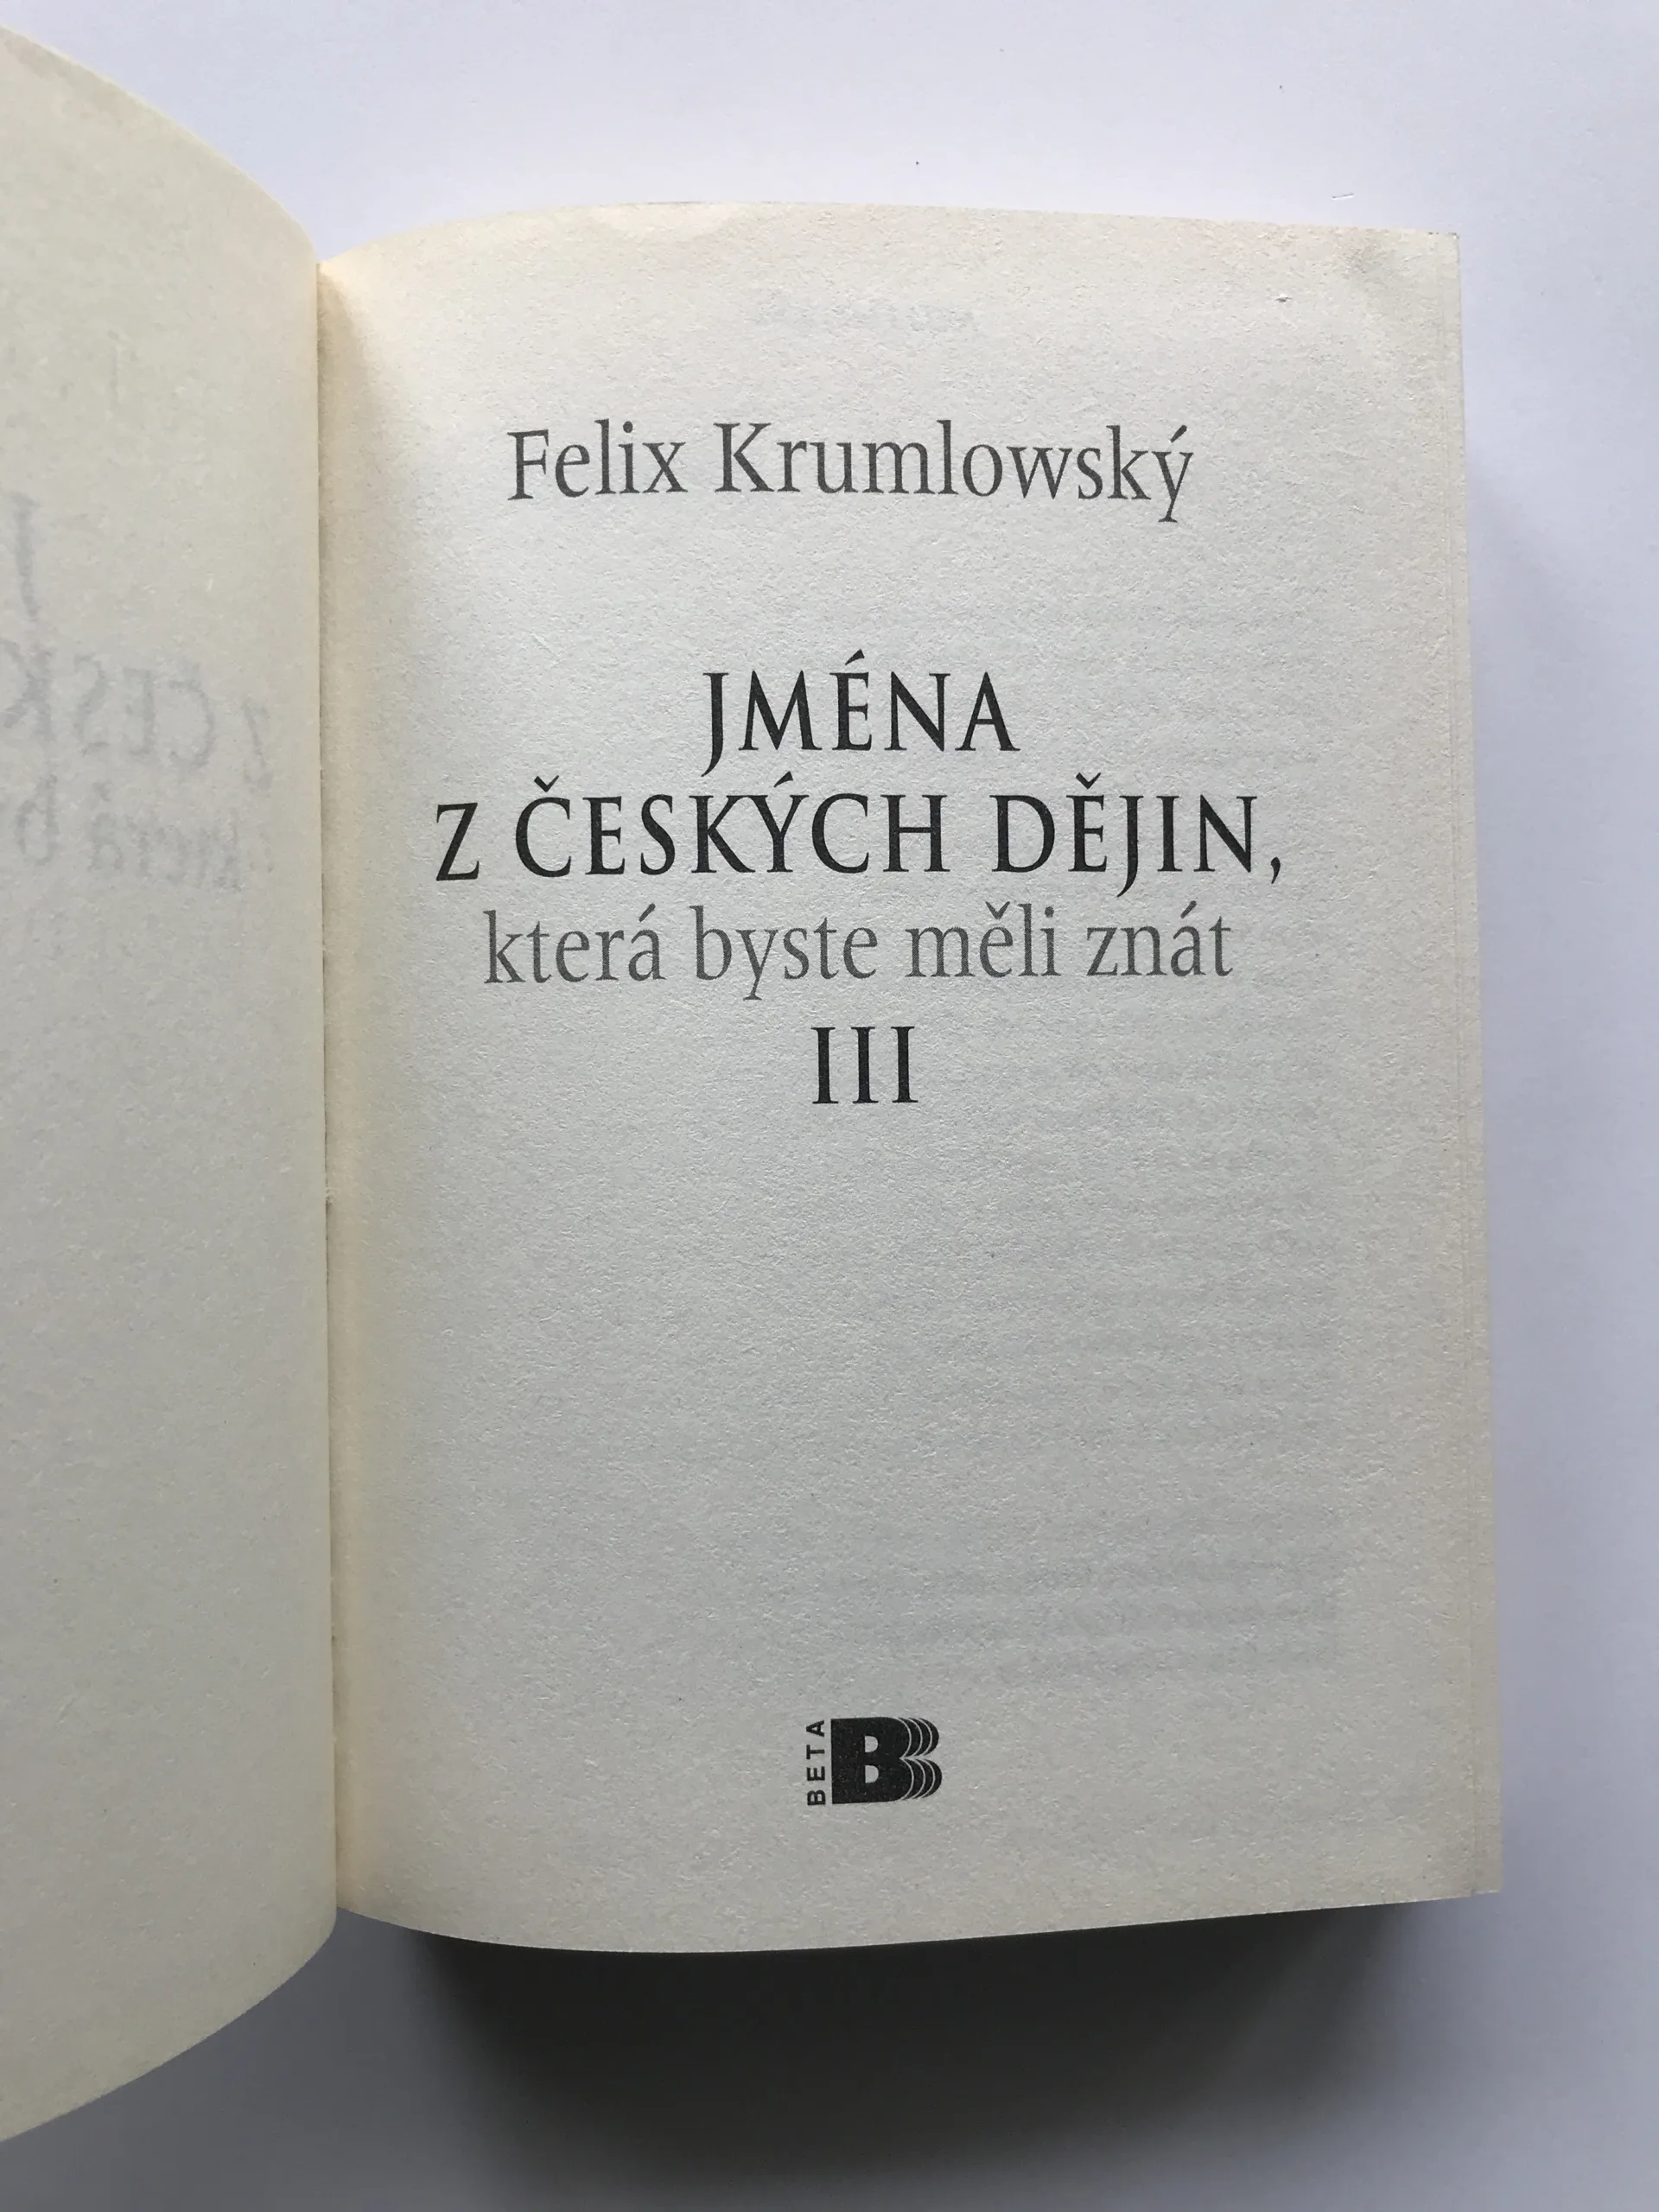 Felix Krumlowský
JMÉNA
Z ČESKÝCH DĚJIN,
která byste měli znát
III
BETA B